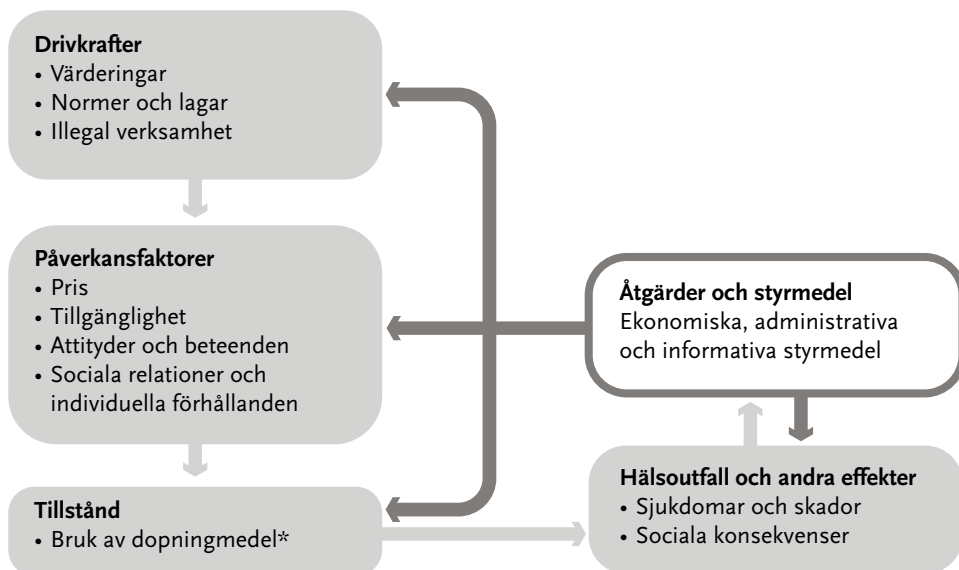 Drivkrafter
• Värderingar
• Normer och lagar
• Illegal verksamhet
Påverkansfaktorer
• Pris
• Tillgänglighet
• Attityder och beteenden
• Sociala relationer och
individuella förhållanden
Tillstånd
• Bruk av dopningmedel*
Åtgärder och styrmedel
Ekonomiska, administrativa
och informativa styrmedel
Hälsoutfall och andra effekter
• Sjukdomar och skador
• Sociala konsekvenser